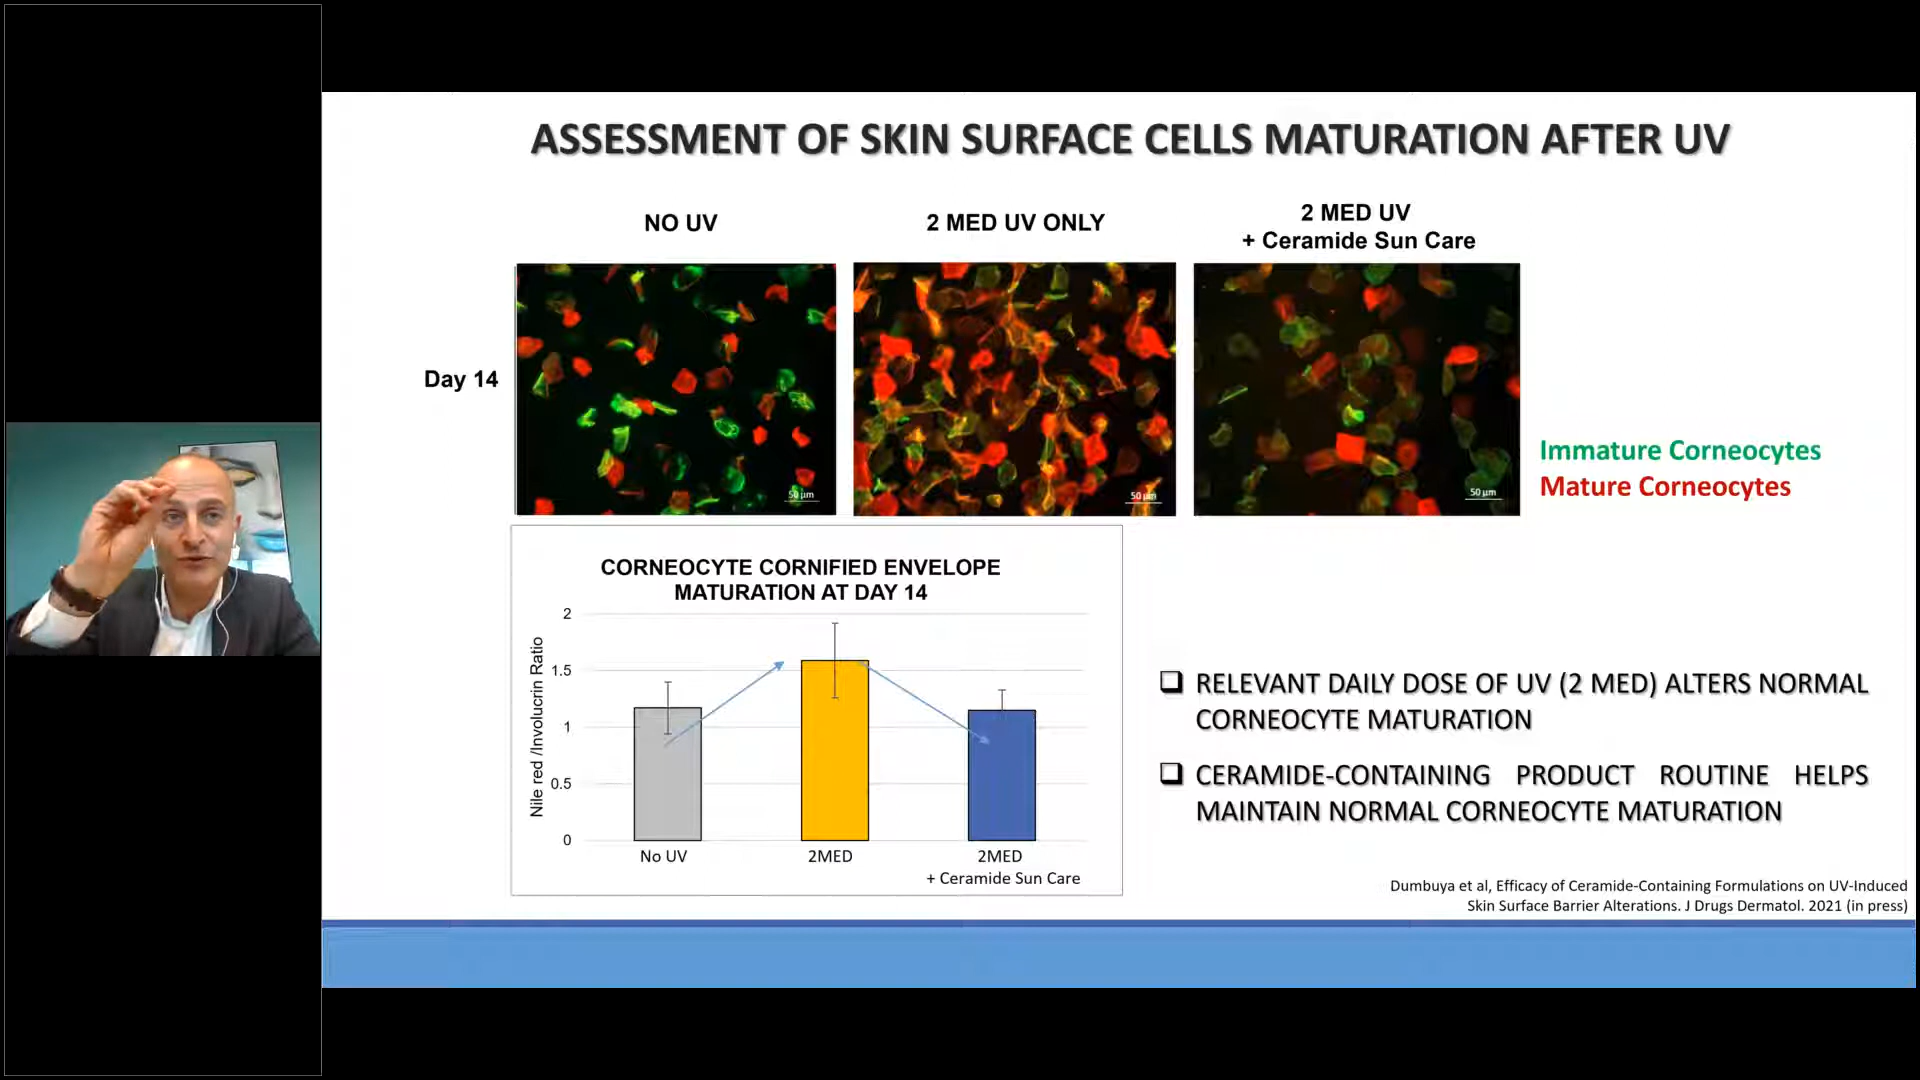 ASSESSMENT OF SKIN SURFACE CELLS MATURATION AFTER UV
NO UV
2 MED UV ONLY
2 MED UV
+ Ceramide Sun Care
Day 14
50 µm
50 µm
50 µm
Immature Corneocytes
Mature Corneocytes
CORNEOCYTE CORNIFIED ENVELOPE
MATURATION AT DAY 14
Nile red /Involucrin Ratio
2
1.5
1
0.5
0
No UV
2MED
2MED
+ Ceramide Sun Care
❑ RELEVANT DAILY DOSE OF UV (2 MED) ALTERS NORMAL
CORNEOCYTE MATURATION
❑ CERAMIDE-CONTAINING PRODUCT ROUTINE HELPS
MAINTAIN NORMAL CORNEOCYTE MATURATION
Dumbuya et al, Efficacy of Ceramide-Containing Formulations on UV-Induced
Skin Surface Barrier Alterations. J Drugs Dermatol. 2021 (in press)